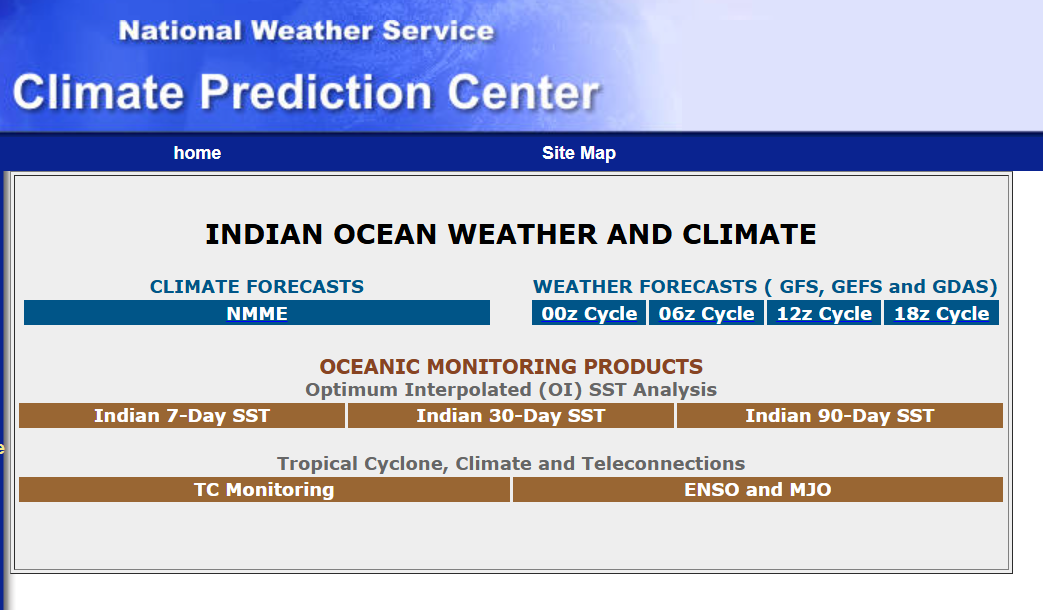 National Weather Service
Climate Prediction Center
home Site Map
INDIAN OCEAN WEATHER AND CLIMATE
CLIMATE FORECASTS WEATHER FORECASTS ( GFS, GEFS and GDAS)
NMME 00z Cycle 06z Cycle 12z Cycle 18z Cycle
OCEANIC MONITORING PRODUCTS
Optimum Interpolated (OI) SST Analysis
Indian 7-Day SST Indian 30-Day SST Indian 90-Day SST
Tropical Cyclone, Climate and Teleconnections
TC Monitoring ENSO and MJO